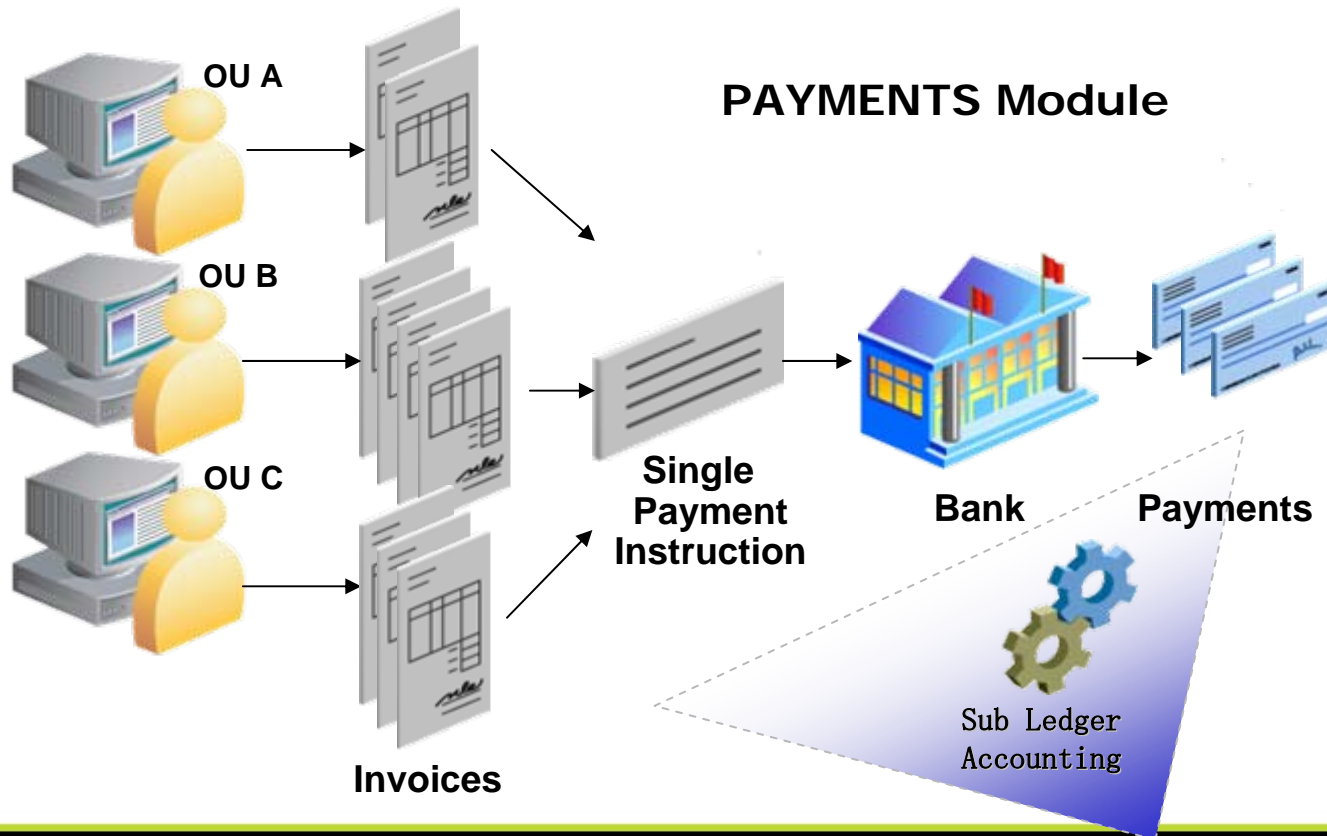 OU A
PAYMENTS Module
OU B
OU C
Single
Payment
Instruction
Bank
Payments
Sub Ledger
Accounting
Invoices